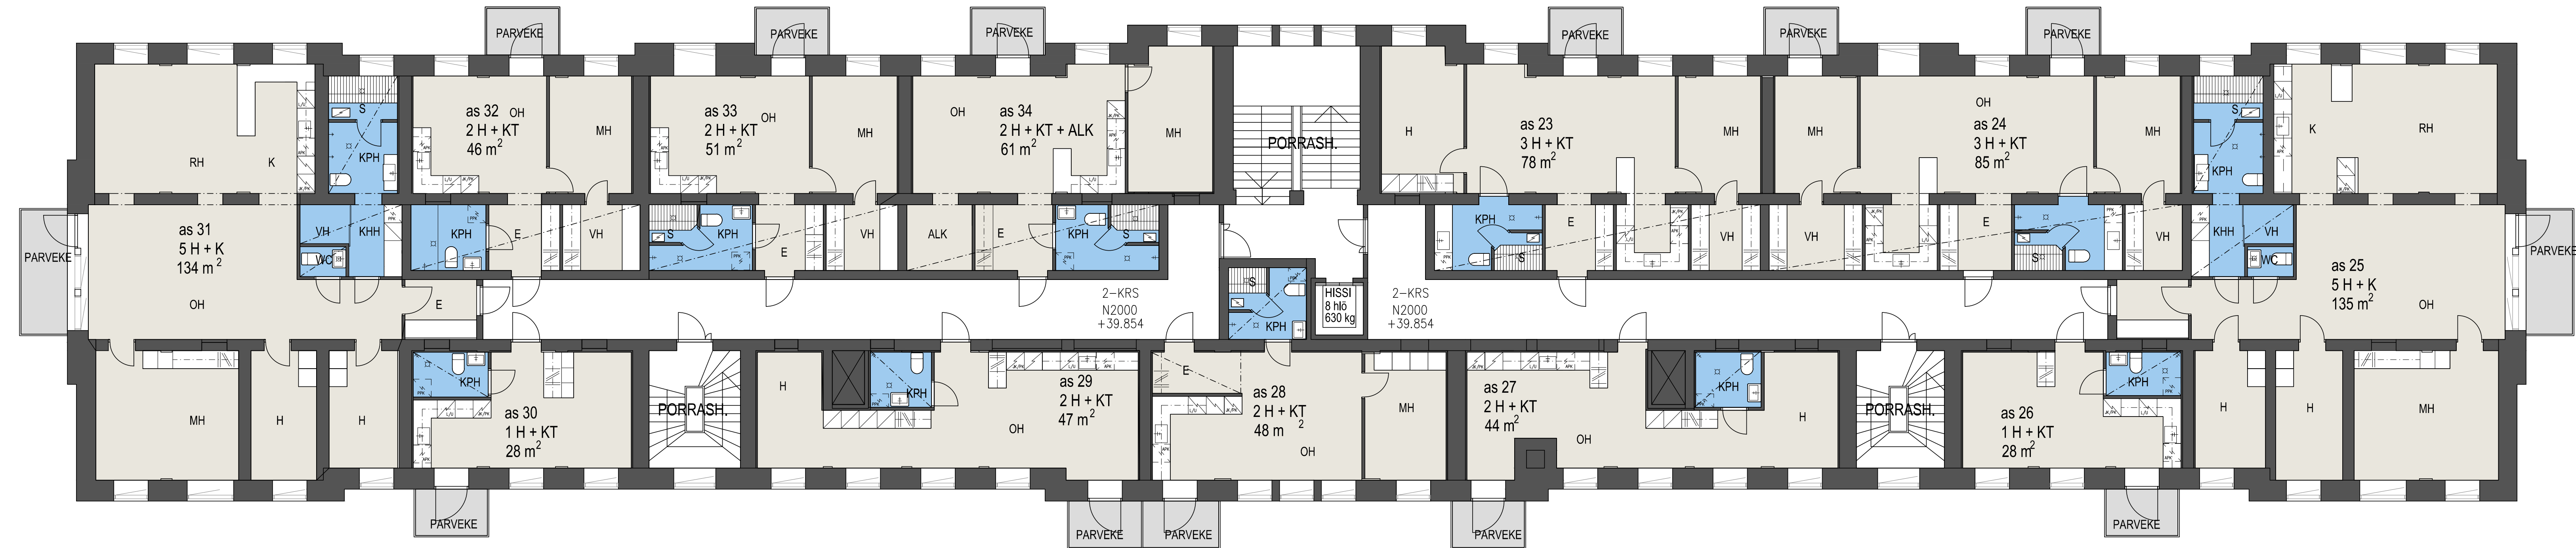 PARVEKE
PARVEKE
PARVEKE
PARVEKE
PARVEKE
PARVEKE
RH
K
S
KPH
as 32
2 H + KT
46 m2
OH
MH
as 33
2 H + KT
51 m2
OH
MH
OH
as 34
2 H + KT + ALK
61 m2
MH
PORRASH.
H
as 23
3 H + KT
78 m2
MH
MH
OH
as 24
3 H + KT
85 m2
MH
S
KPH
K
RH
PARVEKE
as 31
5 H + K
134 m2
OH
VH
KHH
WC
E
KPH
E
VH
S
KPH
E
VH
ALK
E
KPH
S
KPH
S
E
VH
VH
E
S
VH
KHH
VH
WC
as 25
5 H + K
135 m2
OH
PARVEKE
2-KRS
N2000
+39.854
S
KPH
HISSI
8 hlö
630 kg
2-KRS
N2000
+39.854
MH
H
H
KPH
as 30
1 H + KT
28 m2
PORRASH.
H
KPH
OH
as 29
2 H + KT
47 m2
E
as 28
2 H + KT
48 m2
OH
MH
as 27
2 H + KT
44 m2
OH
KPH
H
PORRASH.
as 26
1 H + KT
28 m2
KPH
H
H
MH
PARVEKE
PARVEKE
PARVEKE
PARVEKE
PARVEKE